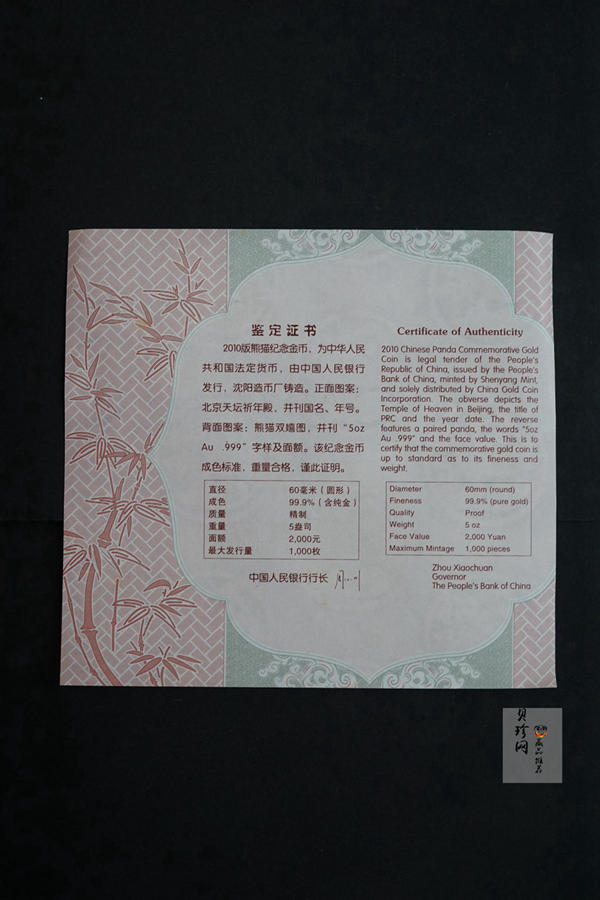 鉴定证书
2010版熊猫纪念金币，为中华人民
共和国法定货币，由中国人民银行
发行，沈阳造币厂铸造。正面图案：
北京天坛祈年殿，并刊国名、年号。
背面图案：熊猫双嬉图，并刊“5oz
Au .999”字样及面额。该纪念金币
成色标准，重量合格，谨此证明。
直径 60毫米（圆形）
成色 99.9%（含纯金）
质量 精制
重量 5盎司
面额 2,000元
最大发行量 1,000枚
中国人民银行行长
Certificate of Authenticity
2010 Chinese Panda Commemorative Gold
Coin is legal tender of the People's
Republic of China, issued by the People's
Bank of China, minted by Shenyang Mint,
and solely distributed by China Gold Coin
Incorporation. The obverse depicts the
Temple of Heaven in Beijing, the title of
PRC and the year date. The reverse
features a paired panda, the words "5oz
Au .999" and the face value. This is to
certify that the commemorative gold coin is
up to standard as to its fineness and
weight.
Diameter 60mm (round)
Fineness 99.9% (pure gold)
Quality Proof
Weight 5 oz
Face Value 2,000 Yuan
Maximum Mintage 1,000 pieces
Zhou Xiaochuan
Governor
The People's Bank of China
贝珍网
藏品推荐